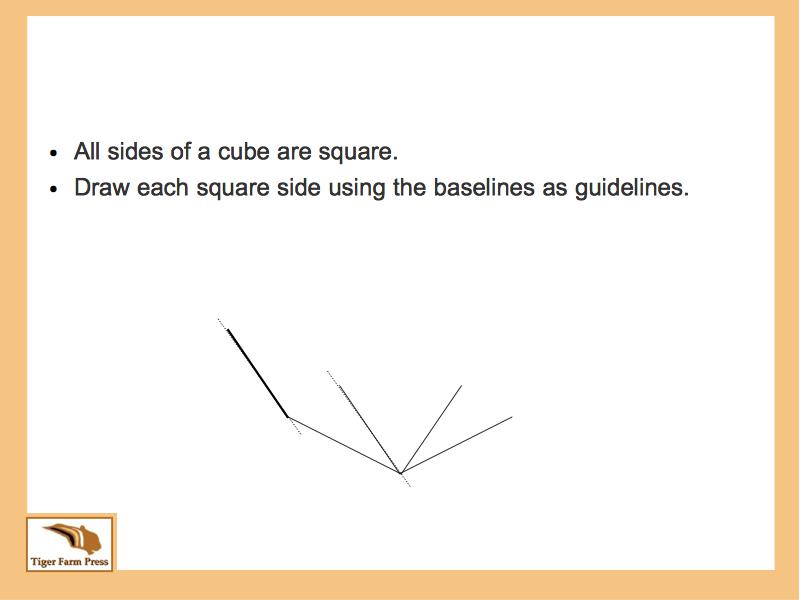 • All sides of a cube are square.
• Draw each square side using the baselines as guidelines.
Tiger Farm Press